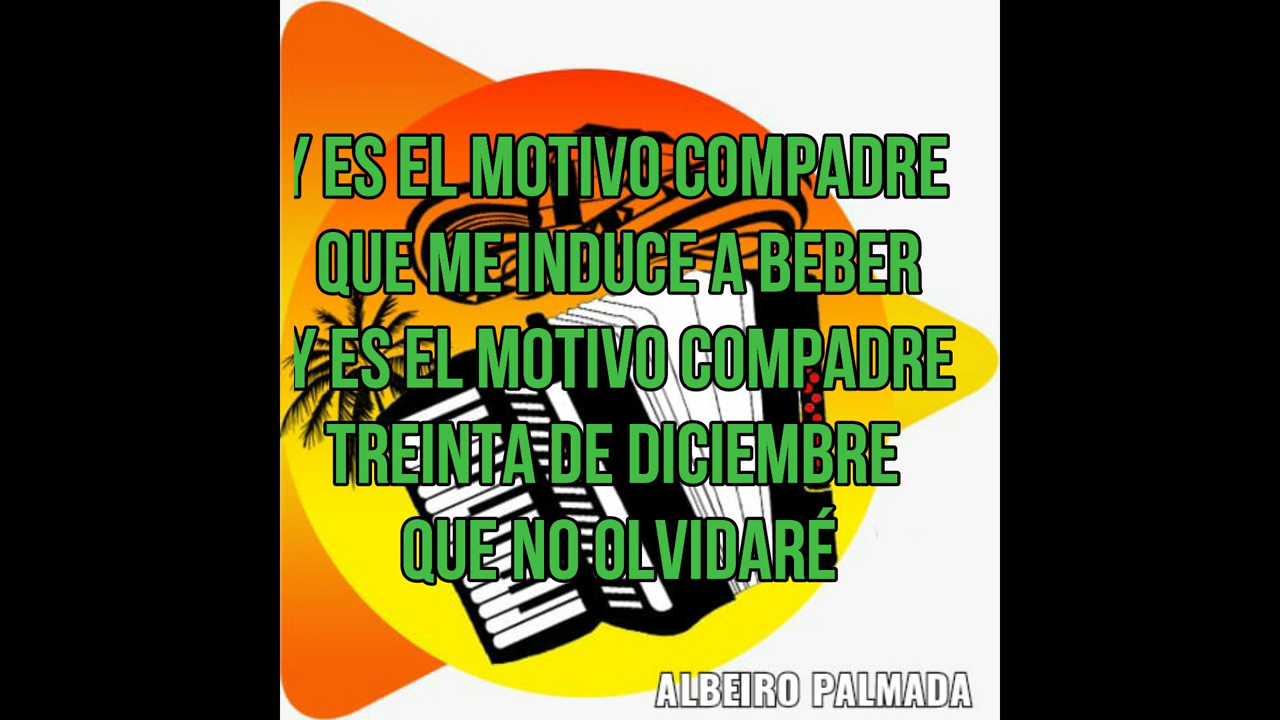 Y ES EL MOTIVO COMPADRE
QUE ME INDUCE A BEBER
Y ES EL MOTIVO COMPADRE
TREINTA DE DICIEMBRE
QUE NO OLVIDARÉ
ALBEIRO PALMADA